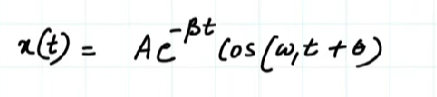 x(t) = Ae^{-βt} cos(ω₁t + θ)